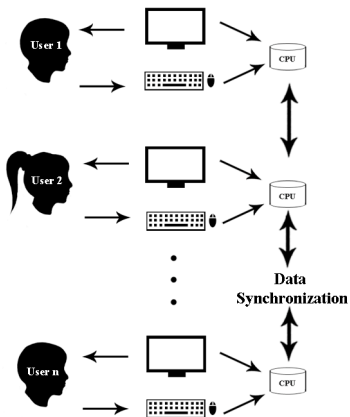 User 1
CPU
User 2
CPU
Data
Synchronization
User n
CPU